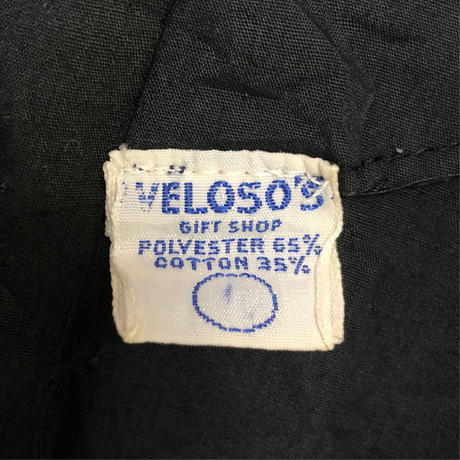 VELOSO'S
GIFT SHOP
POLYESTER 65%
COTTON 35%